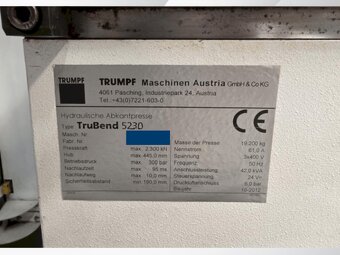 TRUMPF
TRUMPF Maschinen Austria GmbH & Co KG
4061 Pasching, Industriepark 24, Austria
Tel.+43(0)7221-603-0
Hydraulische Abkantpresse
Type TruBend 5230
CE
Masch. Nr
Fabr. Nr
Presskraft max. 2.300 kN
Hub max. 445,0 mm
Betriebsdruck max. 300 bar
Nachlaufzeit max. 95 ms
Nachlaufweg max. 10,0 mm
Sicherheitsabstand min 190,0 mm
Masse der Presse 19.200 kg
Nennstrom 61,0 A
Spannung 3x400 V
Frequenz 50 Hz
Anschlussleistung 42,0 kVA
Steuerspannung 24 V=
Druckluftanschluss 6,0 bar
Baujahr 10-2012